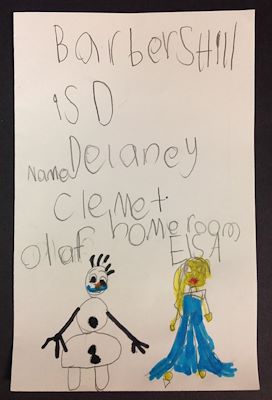 BarbersHill
iSD
Name Delaney
Clemet
homeroom
olaf ElSA